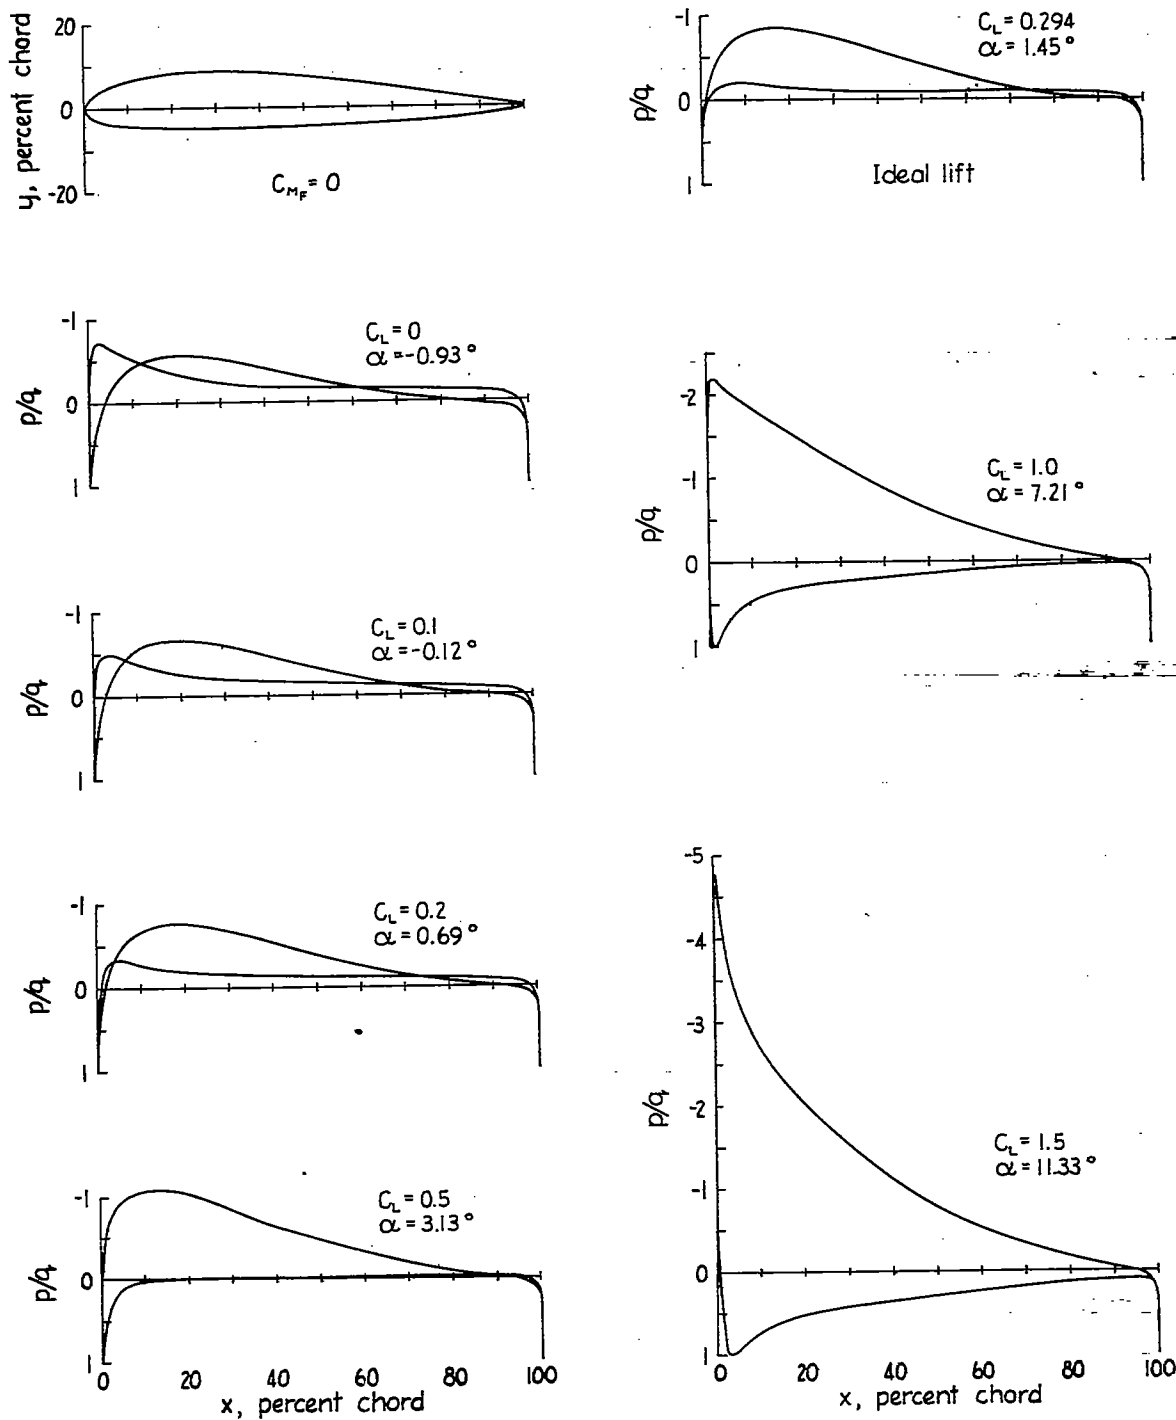 20
0
-20
y, percent chord
C_MF = 0
-1
0
1
p/q
C_L = 0.294
α = 1.45°
Ideal lift
-1
0
1
p/q
C_L = 0
α = -0.93°
-2
-1
0
1
p/q
C_L = 1.0
α = 7.21°
-1
0
1
p/q
C_L = 0.1
α = -0.12°
-1
0
1
p/q
C_L = 0.2
α = 0.69°
-5
-4
-3
-2
-1
0
1
p/q
C_L = 1.5
α = 11.33°
-1
0
1
p/q
C_L = 0.5
α = 3.13°
0 20 40 60 80 100
x, percent chord
0 20 40 60 80 100
x, percent chord